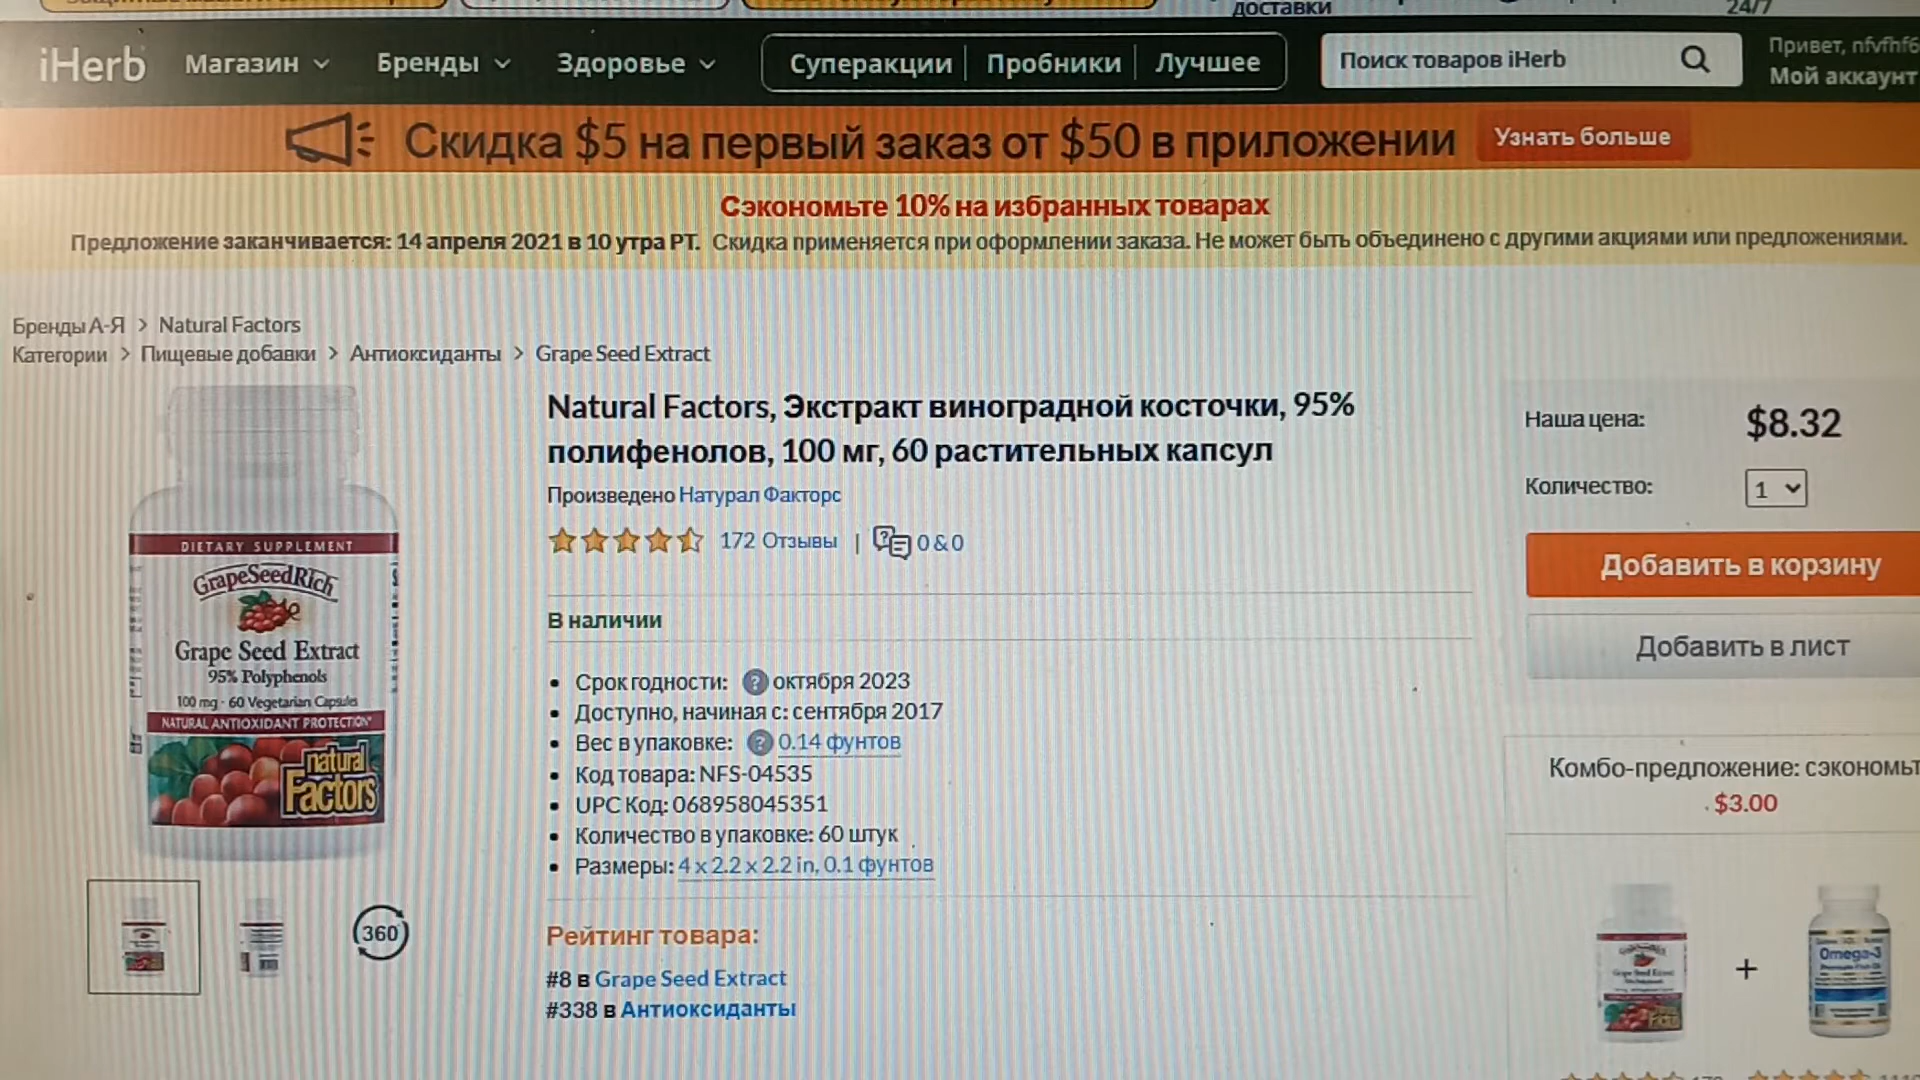 доставки
24/7
iHerb
Магазин
Бренды
Здоровье
Суперакции
Пробники
Лучшее
Поиск товаров iHerb
Привет, nfvfhf6
Мой аккаунт
Скидка $5 на первый заказ от $50 в приложении
Узнать больше
Сэкономьте 10% на избранных товарах
Предложение заканчивается: 14 апреля 2021 в 10 утра PT. Скидка применяется при оформлении заказа. Не может быть объединено с другими акциями или предложениями.
Бренды А-Я > Natural Factors
Категории > Пищевые добавки > Антиоксиданты > Grape Seed Extract
DIETARY SUPPLEMENT
GrapeSeedRich
Grape Seed Extract
95% Polyphenols
100 mg · 60 Vegetarian Capsules
NATURAL ANTIOXIDANT PROTECTION*
natural
Factors
360
Natural Factors, Экстракт виноградной косточки, 95%
полифенолов, 100 мг, 60 растительных капсул
Произведено Натурал Факторс
172 Отзывы | 0 & 0
В наличии
Срок годности: ? октября 2023
Доступно, начиная с: сентября 2017
Вес в упаковке: ? 0.14 фунтов
Код товара: NFS-04535
UPC Код: 068958045351
Количество в упаковке: 60 штук
Размеры: 4 x 2.2 x 2.2 in, 0.1 фунтов
Рейтинг товара:
#8 в Grape Seed Extract
#338 в Антиоксиданты
Наша цена: $8.32
Количество: 1
Добавить в корзину
Добавить в лист
Комбо-предложение: сэкономьт
$3.00
+
Omega-3